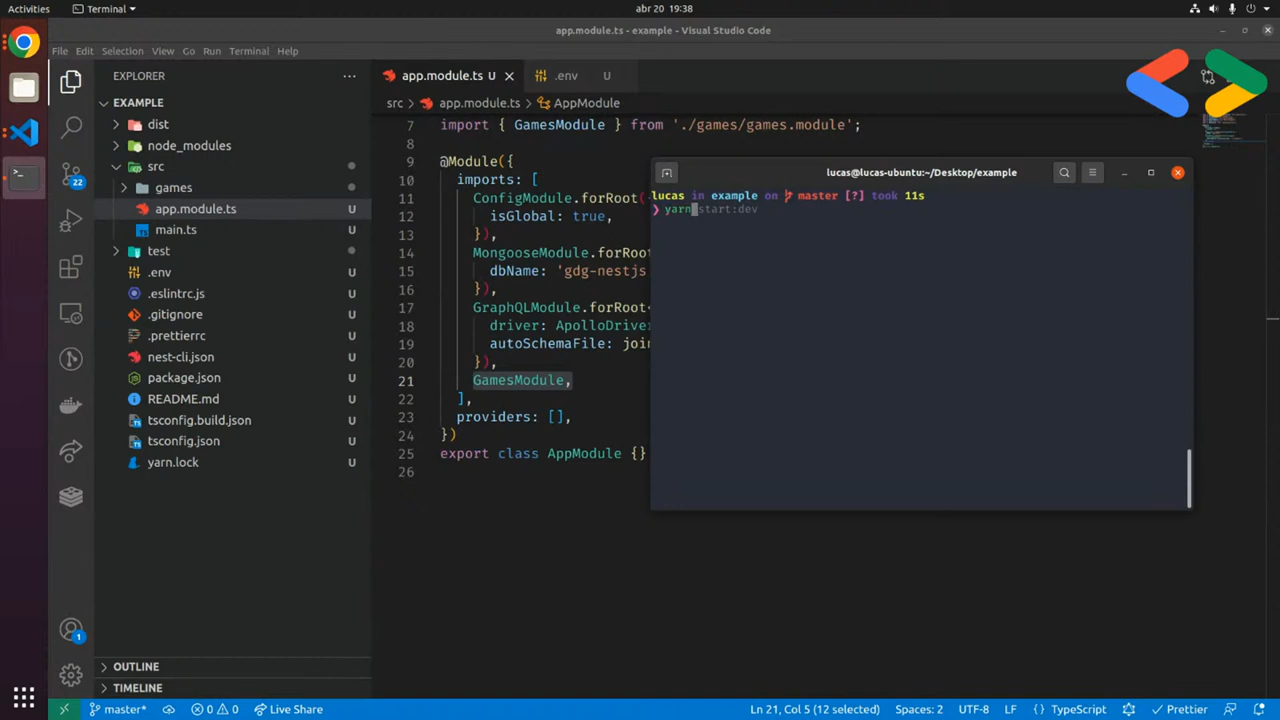 Activities
Terminal
abr 20 19:38
app.module.ts - example - Visual Studio Code
File Edit Selection View Go Run Terminal Help
EXPLORER
EXAMPLE
dist
node_modules
src
games
app.module.ts U
main.ts U
test
.env U
.eslintrc.js U
.gitignore U
.prettierrc U
nest-cli.json U
package.json U
README.md U
tsconfig.build.json U
tsconfig.json U
yarn.lock U
OUTLINE
TIMELINE
22
1
app.module.ts U
.env U
src > app.module.ts > AppModule
7 import { GamesModule } from './games/games.module';
8
9 @Module({
10 imports: [
11 ConfigModule.forRoot(
12 isGlobal: true,
13 }),
14 MongooseModule.forRoot
15 dbName: 'gdg-nestjs
16 }),
17 GraphQLModule.forRoot<
18 driver: ApolloDriver
19 autoSchemaFile: join
20 }),
21 GamesModule,
22 ],
23 providers: [],
24 })
25 export class AppModule {}
26
lucas@lucas-ubuntu:~/Desktop/example
lucas in example on master [?] took 11s
❯ yarn start:dev
master* 0 0 Live Share
Ln 21, Col 5 (12 selected) Spaces: 2 UTF-8 LF {} TypeScript Prettier